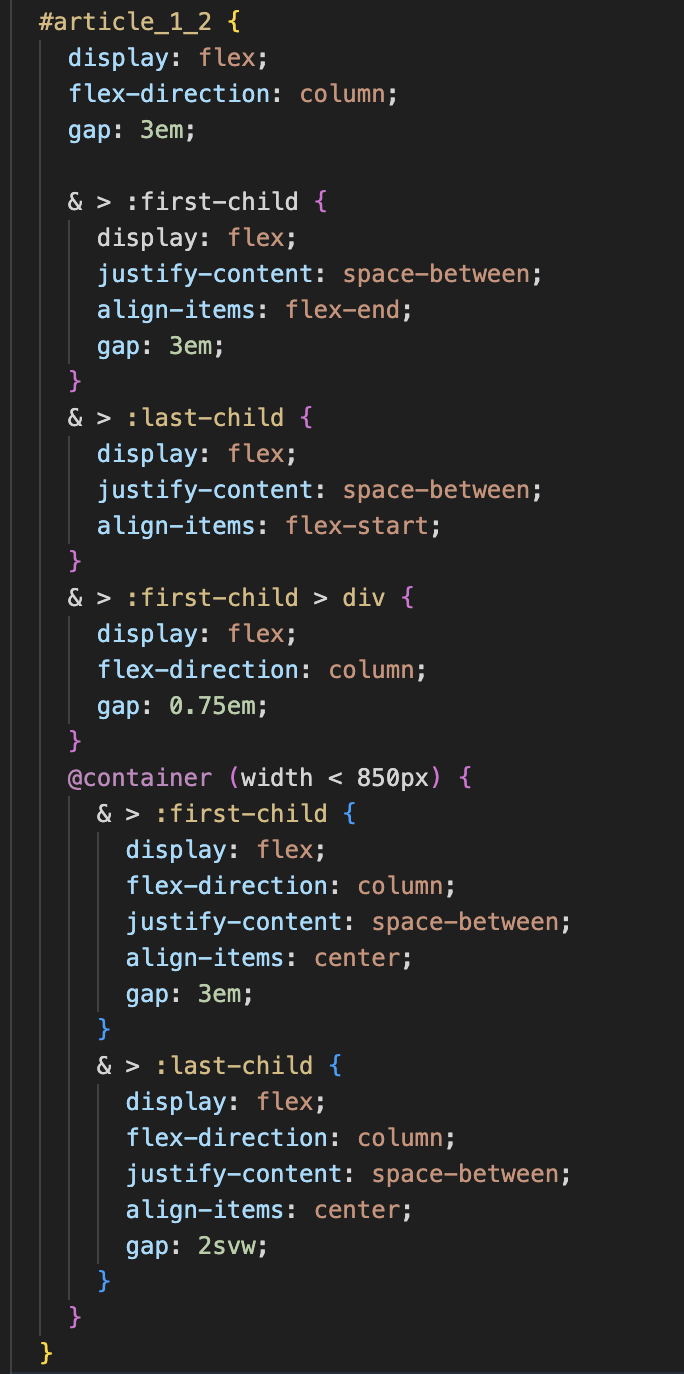 #article_1_2 {
  display: flex;
  flex-direction: column;
  gap: 3em;

  & > :first-child {
    display: flex;
    justify-content: space-between;
    align-items: flex-end;
    gap: 3em;
  }
  & > :last-child {
    display: flex;
    justify-content: space-between;
    align-items: flex-start;
  }
  & > :first-child > div {
    display: flex;
    flex-direction: column;
    gap: 0.75em;
  }
  @container (width < 850px) {
    & > :first-child {
      display: flex;
      flex-direction: column;
      justify-content: space-between;
      align-items: center;
      gap: 3em;
    }
    & > :last-child {
      display: flex;
      flex-direction: column;
      justify-content: space-between;
      align-items: center;
      gap: 2svw;
    }
  }
}